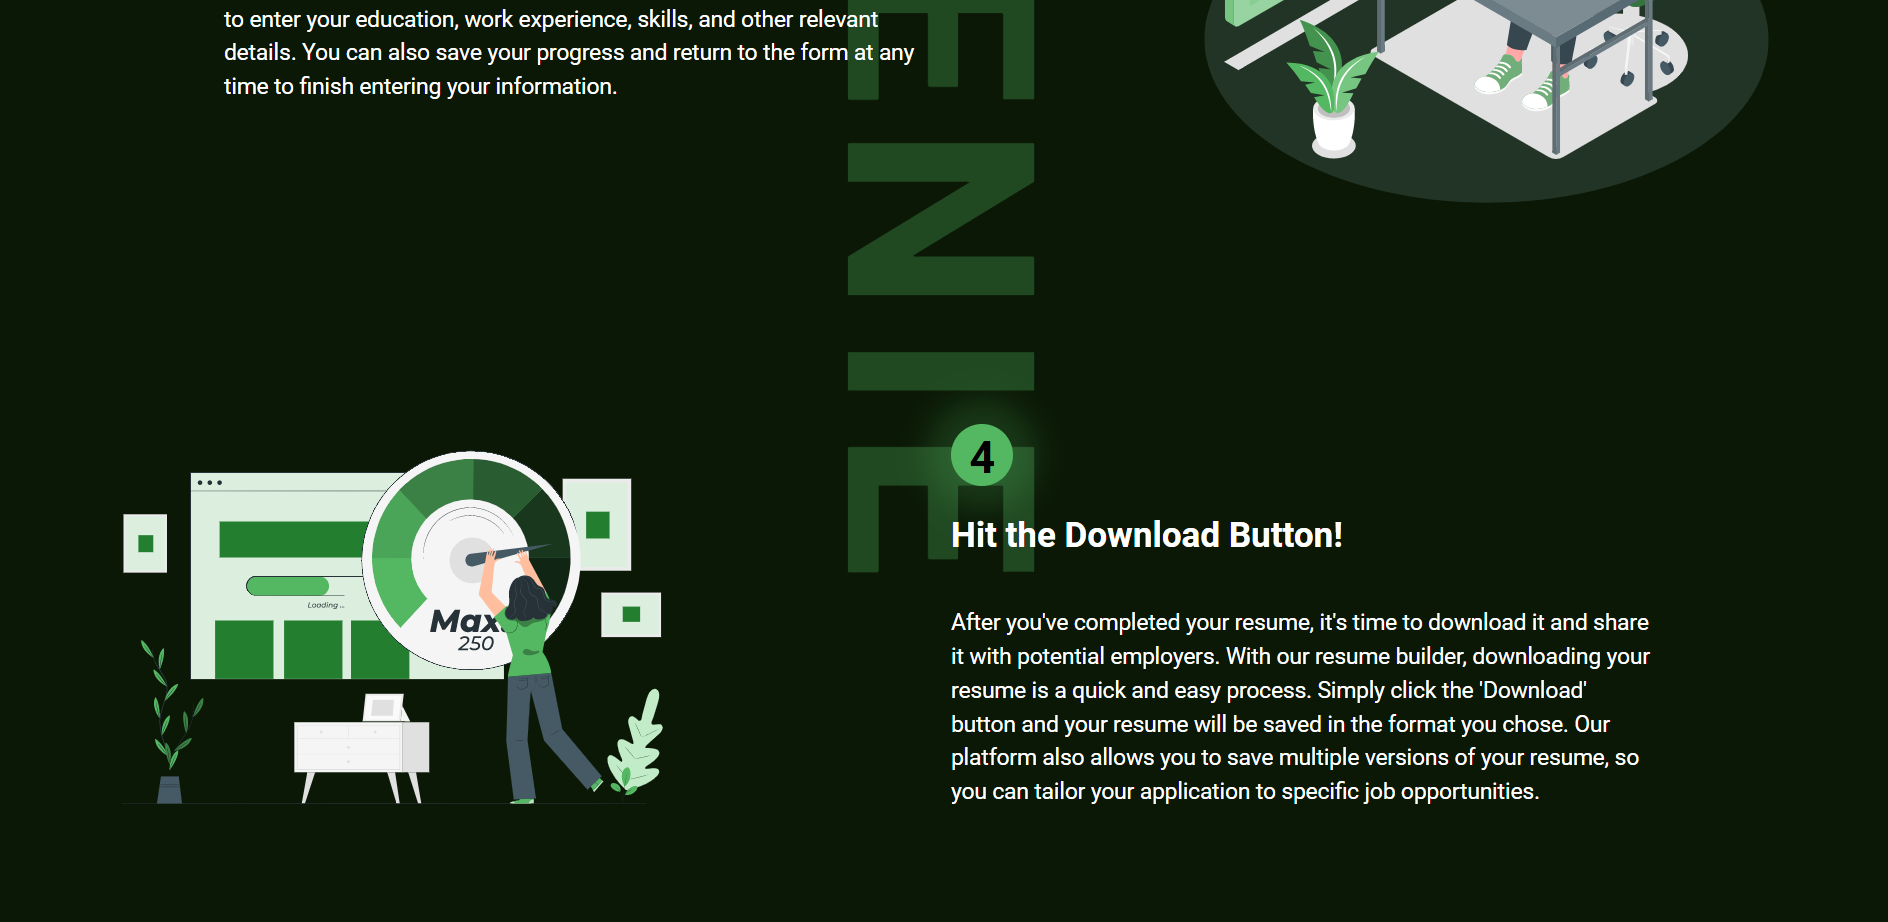 to enter your education, work experience, skills, and other relevant
details. You can also save your progress and return to the form at any
time to finish entering your information.
ENIE
4
Hit the Download Button!
After you've completed your resume, it's time to download it and share
it with potential employers. With our resume builder, downloading your
resume is a quick and easy process. Simply click the 'Download'
button and your resume will be saved in the format you chose. Our
platform also allows you to save multiple versions of your resume, so
you can tailor your application to specific job opportunities.
Loading ...
Max.
250